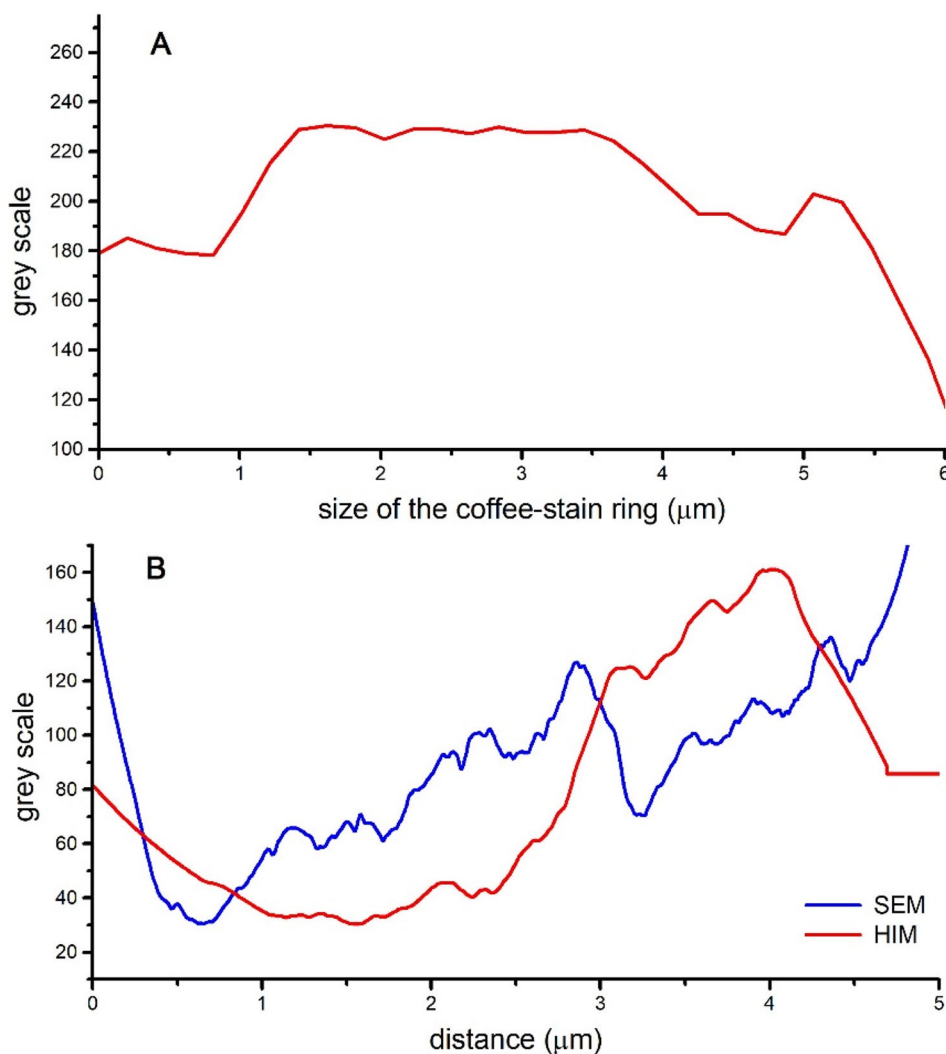 A
260
240
220
200
180
160
140
120
100
grey scale
0 1 2 3 4 5 6
size of the coffee-stain ring (μm)
B
160
140
120
100
80
60
40
20
grey scale
SEM
HIM
0 1 2 3 4 5
distance (μm)